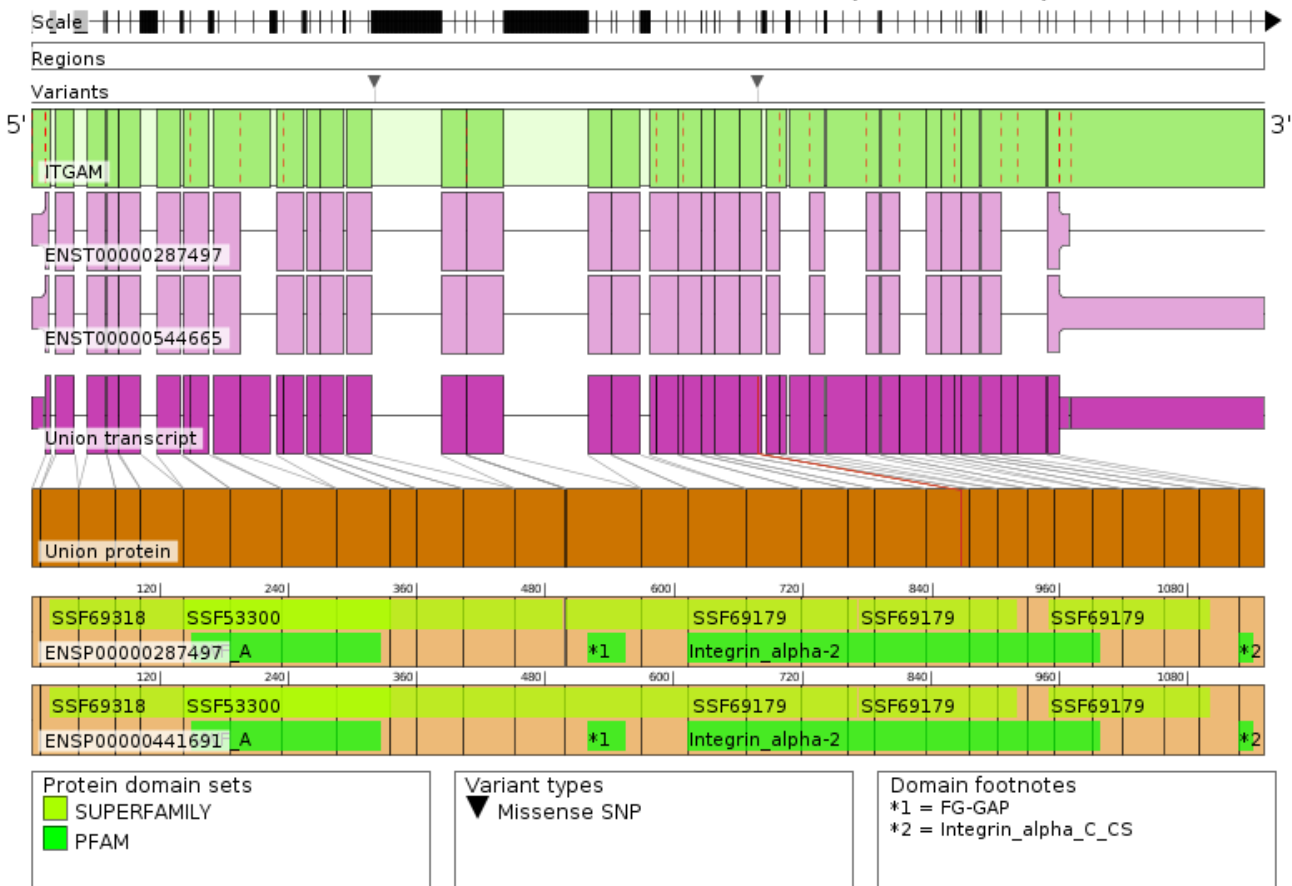 Scale
Regions
Variants
5' 3'
ITGAM
ENST00000287497
ENST00000544665
Union transcript
Union protein
120 240 360 480 600 720 840 960 1080
SSF69318 SSF53300 SSF69179 SSF69179 SSF69179
ENSP00000287497 _A *1 Integrin_alpha-2 *2
120 240 360 480 600 720 840 960 1080
SSF69318 SSF53300 SSF69179 SSF69179 SSF69179
ENSP00000441691 _A *1 Integrin_alpha-2 *2
Protein domain sets
SUPERFAMILY
PFAM
Variant types
Missense SNP
Domain footnotes
*1 = FG-GAP
*2 = Integrin_alpha_C_CS